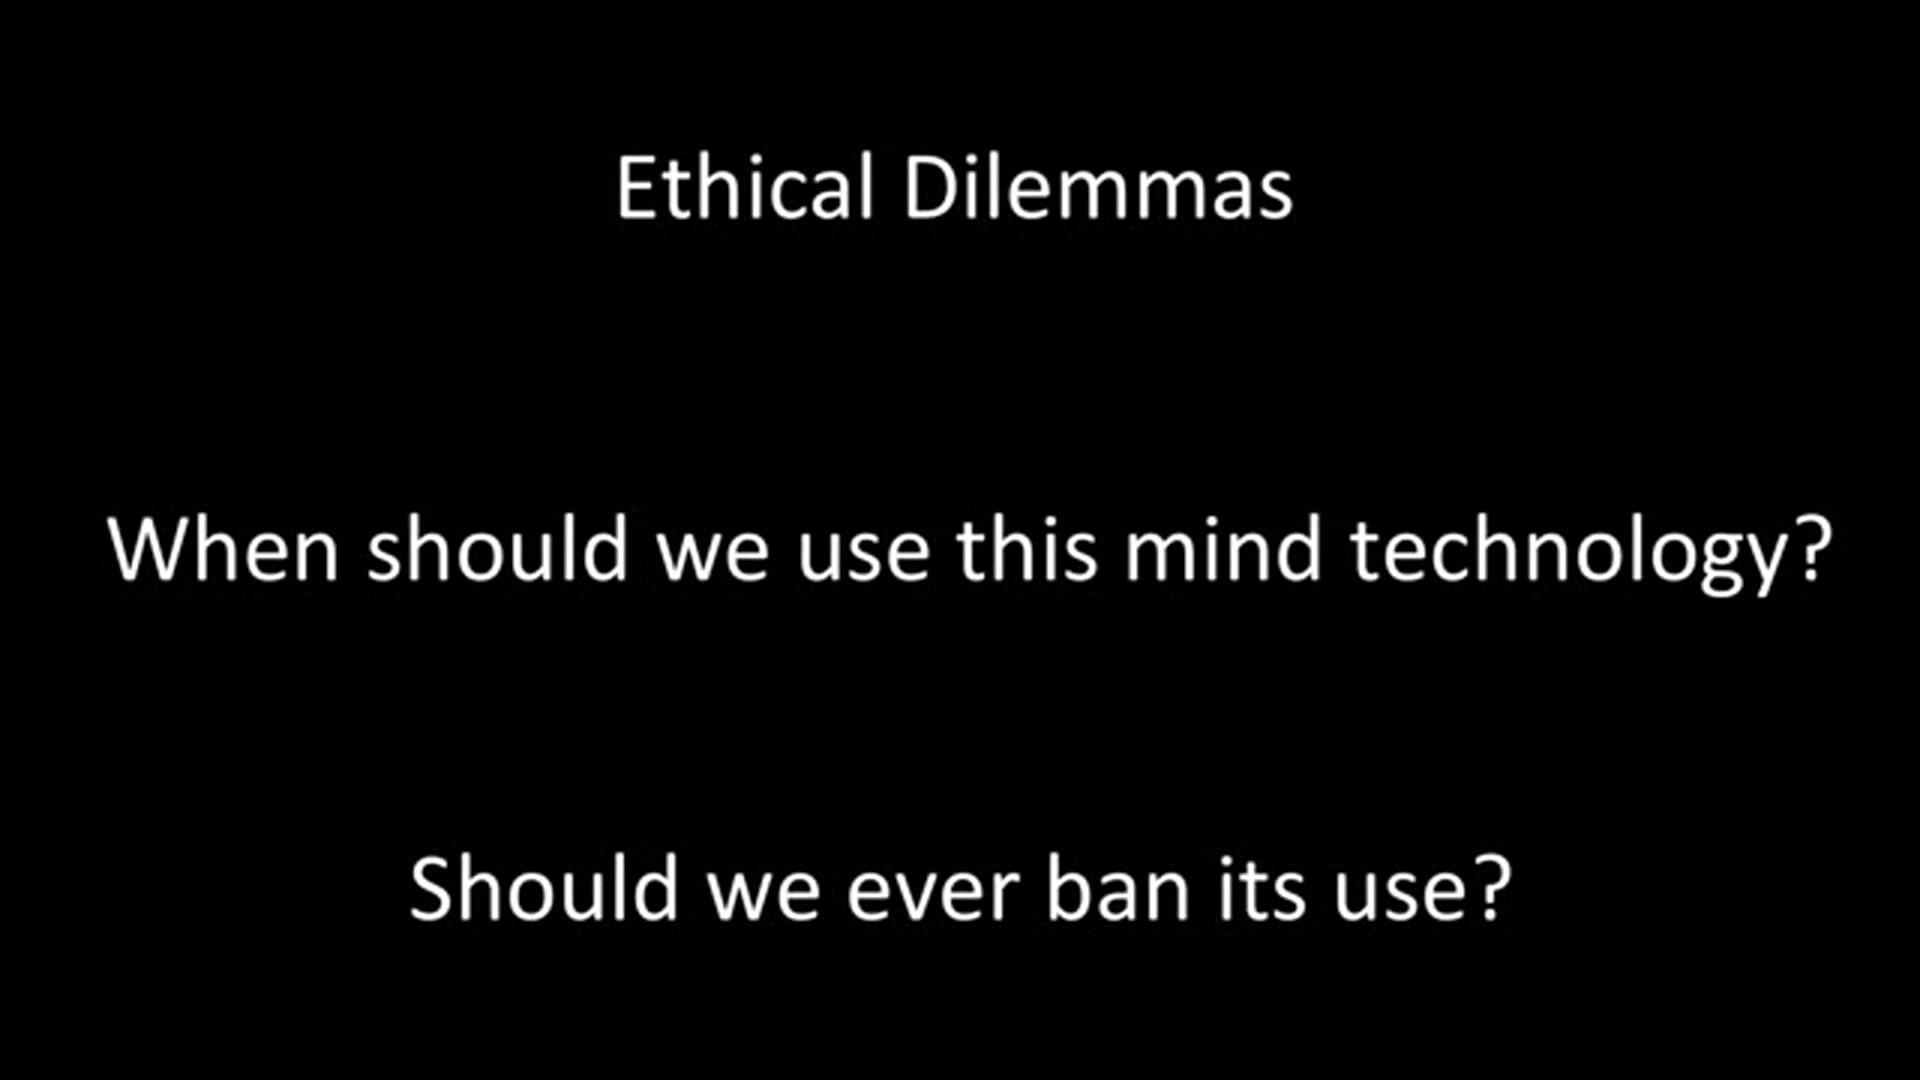 Ethical Dilemmas
When should we use this mind technology?
Should we ever ban its use?